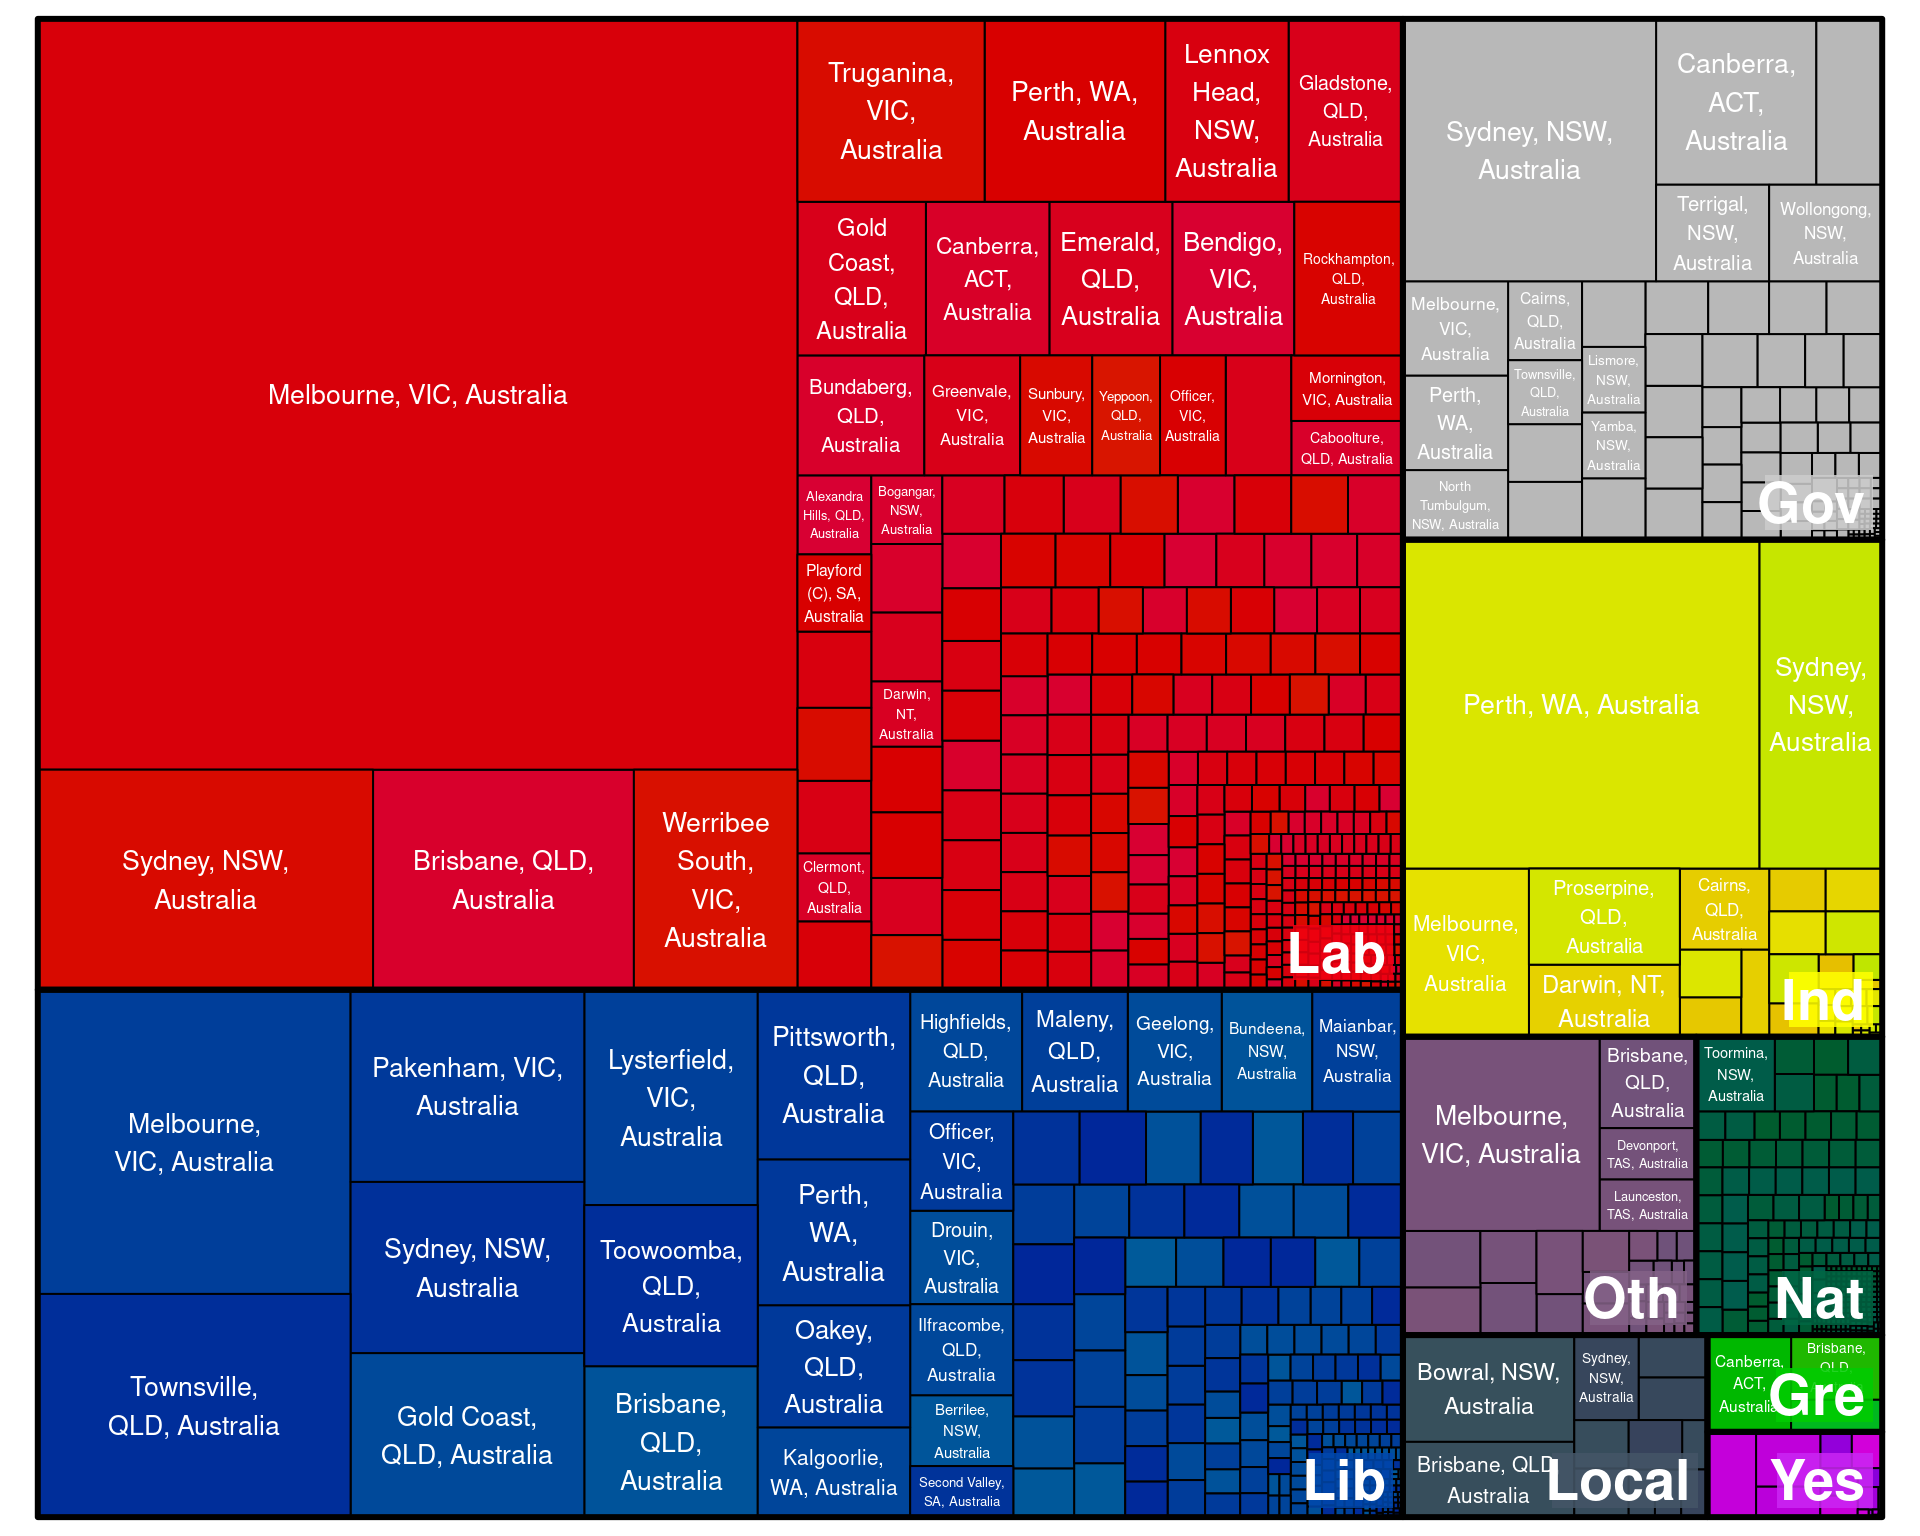 Melbourne, VIC, Australia
Sydney, NSW,
Australia
Brisbane, QLD,
Australia
Werribee
South,
VIC,
Australia
Truganina,
VIC,
Australia
Perth, WA,
Australia
Lennox
Head,
NSW,
Australia
Gladstone,
QLD,
Australia
Gold
Coast,
QLD,
Australia
Canberra,
ACT,
Australia
Emerald,
QLD,
Australia
Bendigo,
VIC,
Australia
Rockhampton,
QLD,
Australia
Bundaberg,
QLD,
Australia
Greenvale,
VIC,
Australia
Sunbury,
VIC,
Australia
Yeppoon,
QLD,
Australia
Officer,
VIC,
Australia
Mornington,
VIC, Australia
Caboolture,
QLD, Australia
Alexandra
Hills, QLD,
Australia
Bogangar,
NSW,
Australia
Playford
(C), SA,
Australia
Darwin,
NT,
Australia
Clermont,
QLD,
Australia
Lab
Melbourne,
VIC, Australia
Townsville,
QLD, Australia
Pakenham, VIC,
Australia
Sydney, NSW,
Australia
Gold Coast,
QLD, Australia
Lysterfield,
VIC,
Australia
Toowoomba,
QLD,
Australia
Brisbane,
QLD,
Australia
Pittsworth,
QLD,
Australia
Perth,
WA,
Australia
Oakey,
QLD,
Australia
Kalgoorlie,
WA, Australia
Highfields,
QLD,
Australia
Maleny,
QLD,
Australia
Geelong,
VIC,
Australia
Bundeena,
NSW,
Australia
Maianbar,
NSW,
Australia
Officer,
VIC,
Australia
Drouin,
VIC,
Australia
Ilfracombe,
QLD,
Australia
Berrilee,
NSW,
Australia
Second Valley,
SA, Australia
Lib
Sydney, NSW,
Australia
Canberra,
ACT,
Australia
Terrigal,
NSW,
Australia
Wollongong,
NSW,
Australia
Melbourne,
VIC,
Australia
Perth,
WA,
Australia
North
Tumbulgum,
NSW, Australia
Cairns,
QLD,
Australia
Townsville,
QLD,
Australia
Lismore,
NSW,
Australia
Yamba,
NSW,
Australia
Gov
Perth, WA, Australia
Sydney,
NSW,
Australia
Melbourne,
VIC,
Australia
Proserpine,
QLD,
Australia
Darwin, NT,
Australia
Cairns,
QLD,
Australia
Ind
Melbourne,
VIC, Australia
Brisbane,
QLD,
Australia
Devonport,
TAS, Australia
Launceston,
TAS, Australia
Oth
Toormina,
NSW,
Australia
Nat
Bowral, NSW,
Australia
Brisbane, QLD,
Australia
Sydney,
NSW,
Australia
Local
Canberra,
ACT,
Australia
Brisbane,
QLD
Gre
Yes